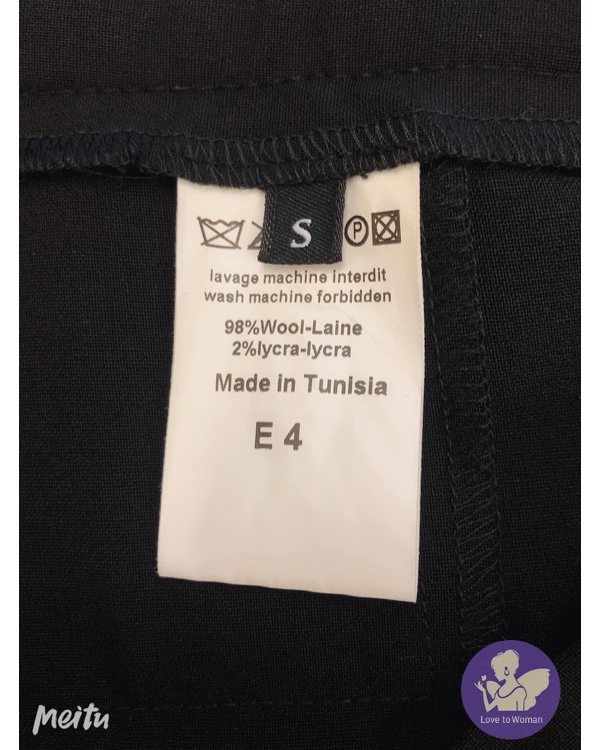 S
P
lavage machine interdit
wash machine forbidden
98%Wool-Laine
2%lycra-lycra
Made in Tunisia
E 4
Love to Woman
meitu